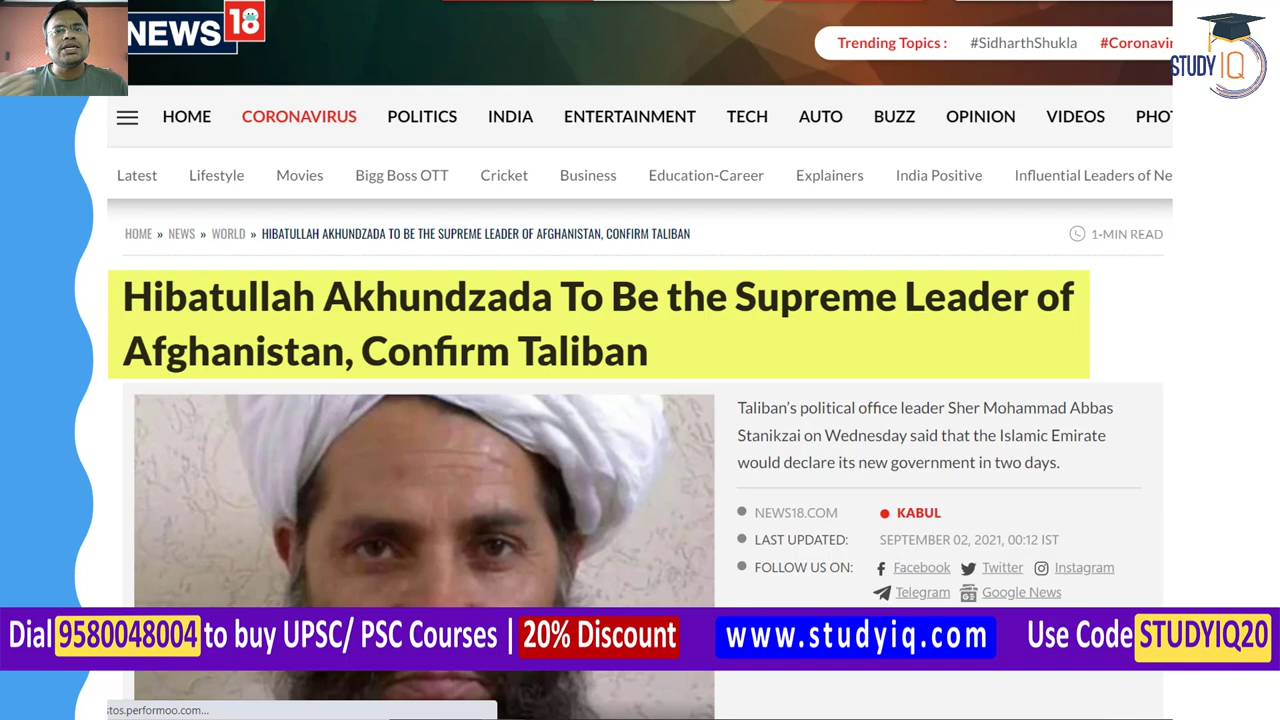 NEWS 18
Trending Topics : #SidharthShukla
STUDY IQ
HOME CORONAVIRUS POLITICS INDIA ENTERTAINMENT TECH AUTO BUZZ OPINION VIDEOS
Latest Lifestyle Movies Bigg Boss OTT Cricket Business Education-Career Explainers India Positive Influential Leaders of Ne
HOME » NEWS » WORLD » HIBATULLAH AKHUNDZADA TO BE THE SUPREME LEADER OF AFGHANISTAN, CONFIRM TALIBAN
1-MIN READ
Hibatullah Akhundzada To Be the Supreme Leader of
Afghanistan, Confirm Taliban
Taliban’s political office leader Sher Mohammad Abbas
Stanikzai on Wednesday said that the Islamic Emirate
would declare its new government in two days.
NEWS18.COM KABUL
LAST UPDATED: SEPTEMBER 02, 2021, 00:12 IST
FOLLOW US ON: Facebook Twitter Instagram
Telegram Google News
Dial 9580048004 to buy UPSC/ PSC Courses | 20% Discount www.studyiq.com Use Code STUDYIQ20
tos.performoo.com...